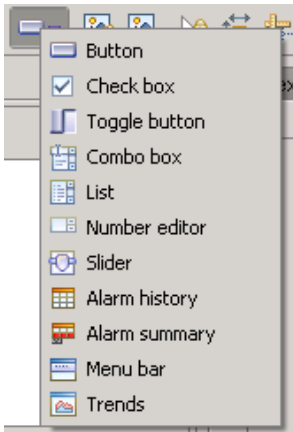 Button
Check box
Toggle button
Combo box
List
Number editor
Slider
Alarm history
Alarm summary
Menu bar
Trends